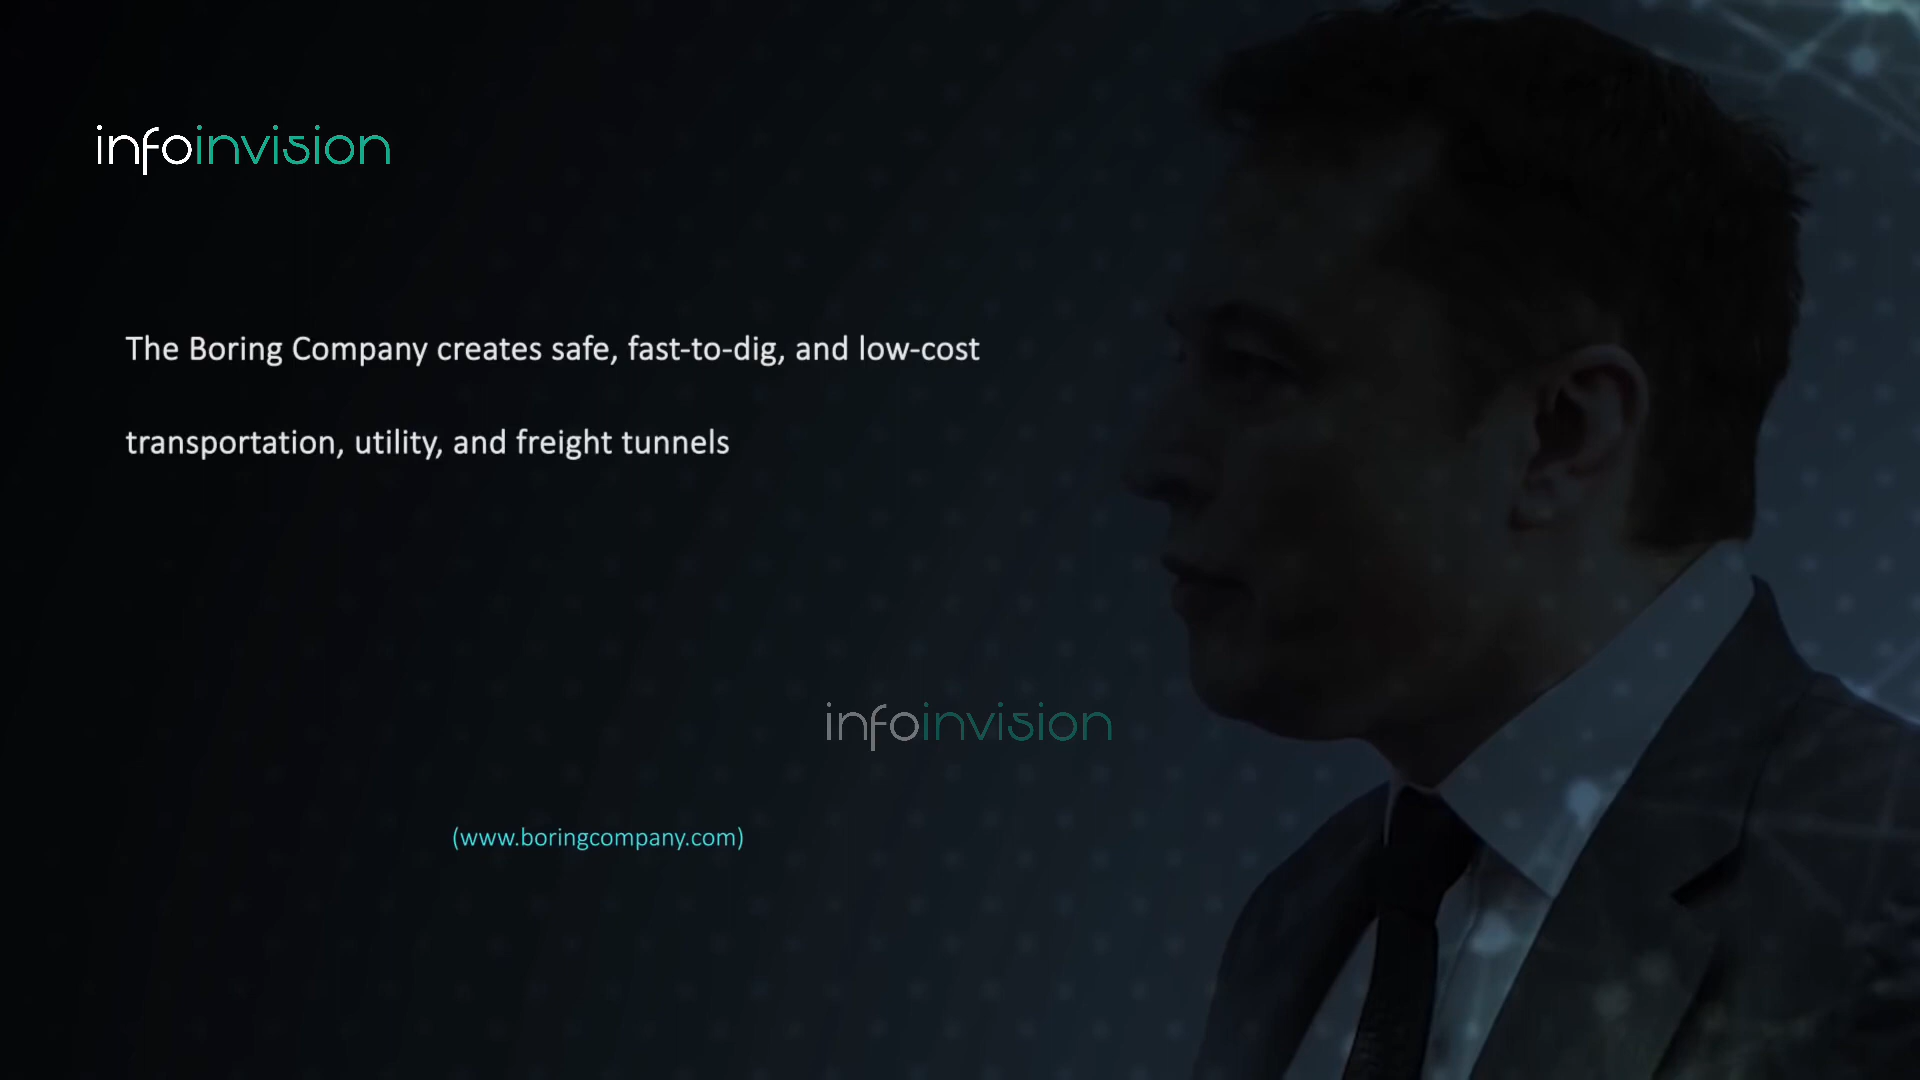 infoinvision
The Boring Company creates safe, fast-to-dig, and low-cost
transportation, utility, and freight tunnels
infoinvision
(www.boringcompany.com)